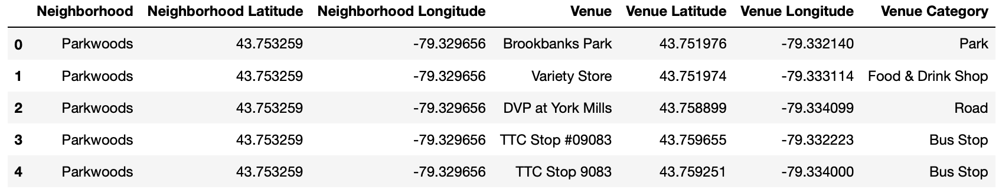 Neighborhood Neighborhood Latitude Neighborhood Longitude Venue Venue Latitude Venue Longitude Venue Category
0 Parkwoods 43.753259 -79.329656 Brookbanks Park 43.751976 -79.332140 Park
1 Parkwoods 43.753259 -79.329656 Variety Store 43.751974 -79.333114 Food & Drink Shop
2 Parkwoods 43.753259 -79.329656 DVP at York Mills 43.758899 -79.334099 Road
3 Parkwoods 43.753259 -79.329656 TTC Stop #09083 43.759655 -79.332223 Bus Stop
4 Parkwoods 43.753259 -79.329656 TTC Stop 9083 43.759251 -79.334000 Bus Stop